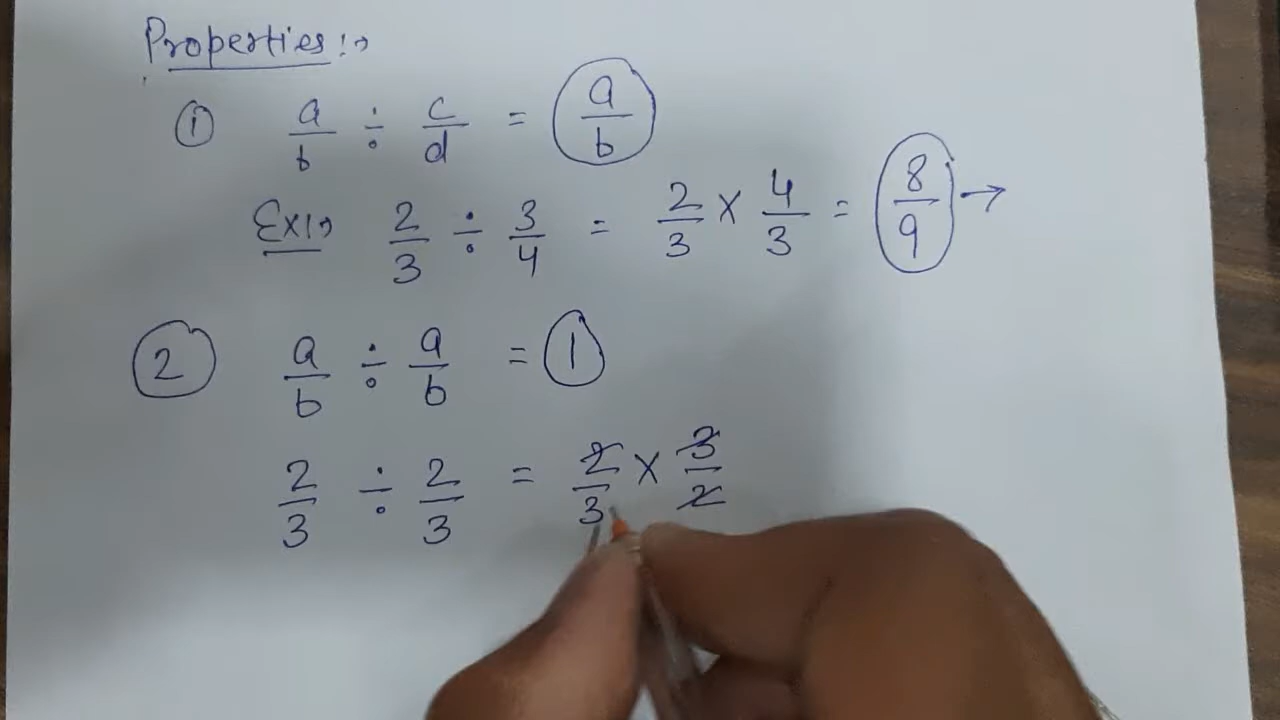 Properties:→
① a/b ÷ c/d = a/b
Ex1:→ 2/3 ÷ 3/4 = 2/3 × 4/3 = 8/9 →
② a/b ÷ a/b = 1
2/3 ÷ 2/3 = 2/3 × 3/2